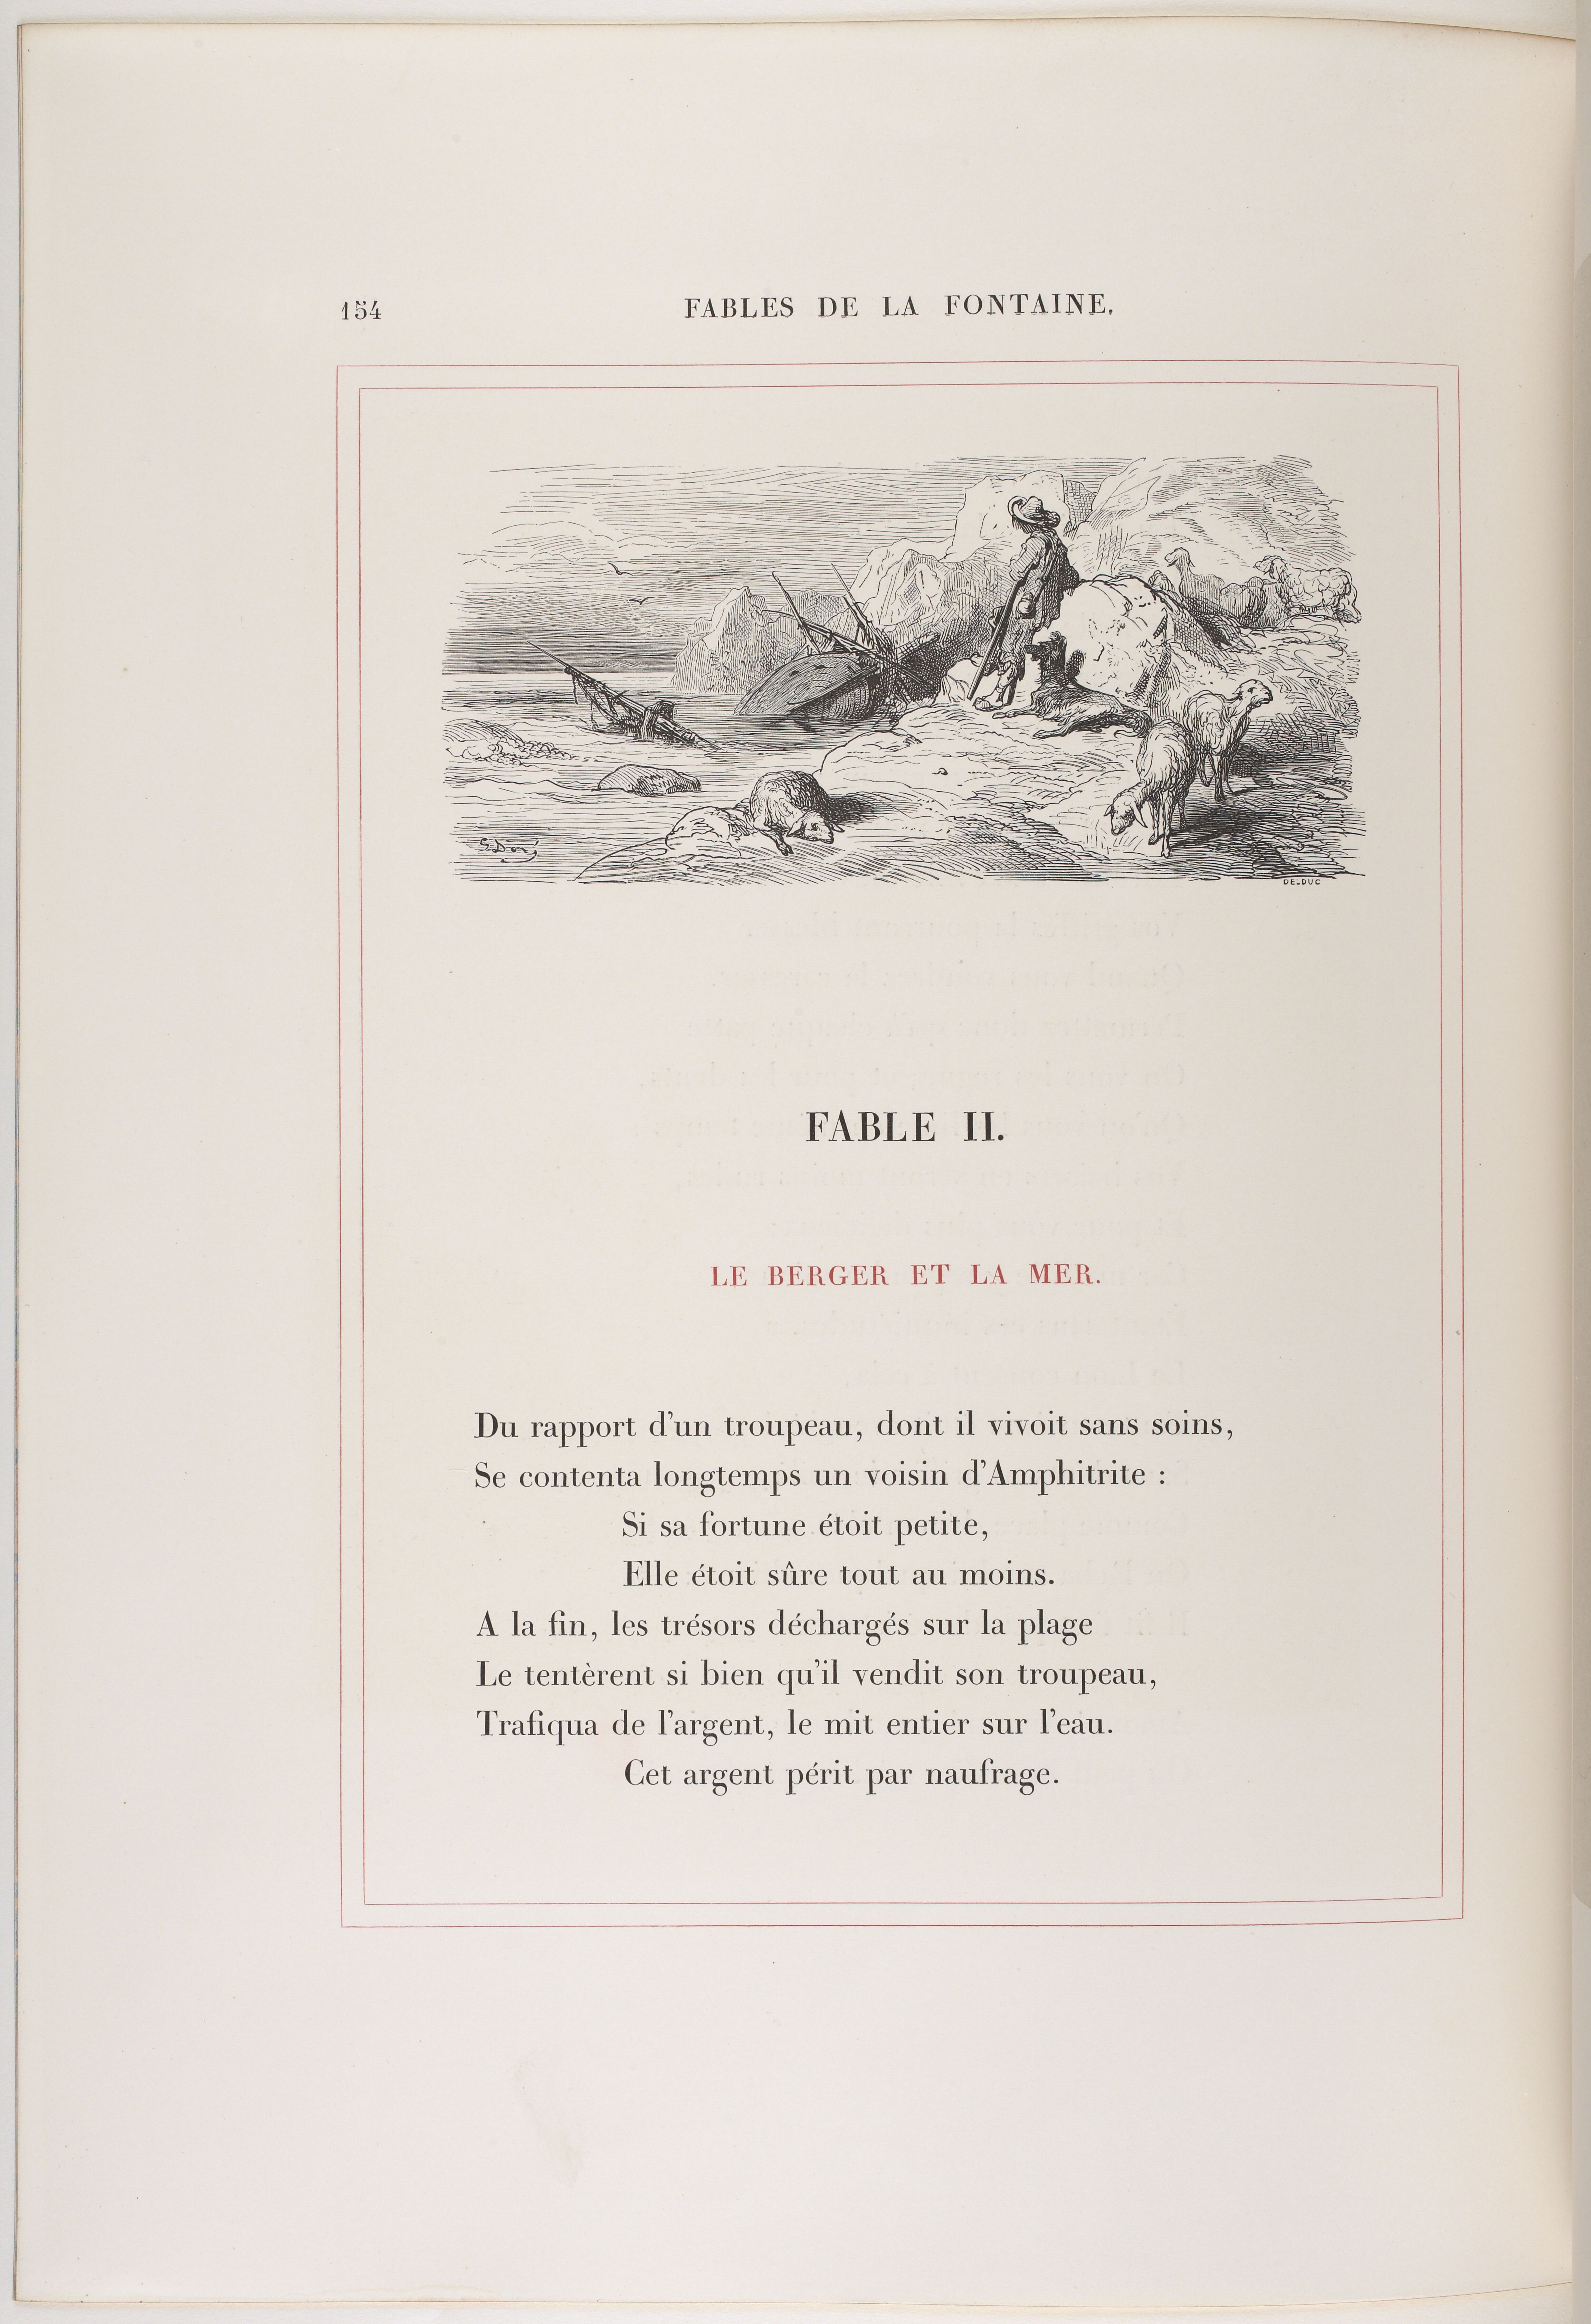 154
FABLES DE LA FONTAINE.
G. Doré
DELDUC
FABLE II.
LE BERGER ET LA MER.
Du rapport d'un troupeau, dont il vivoit sans soins,
Se contenta longtemps un voisin d'Amphitrite :
Si sa fortune étoit petite,
Elle étoit sûre tout au moins.
A la fin, les trésors déchargés sur la plage
Le tentèrent si bien qu'il vendit son troupeau,
Trafiqua de l'argent, le mit entier sur l'eau.
Cet argent périt par naufrage.